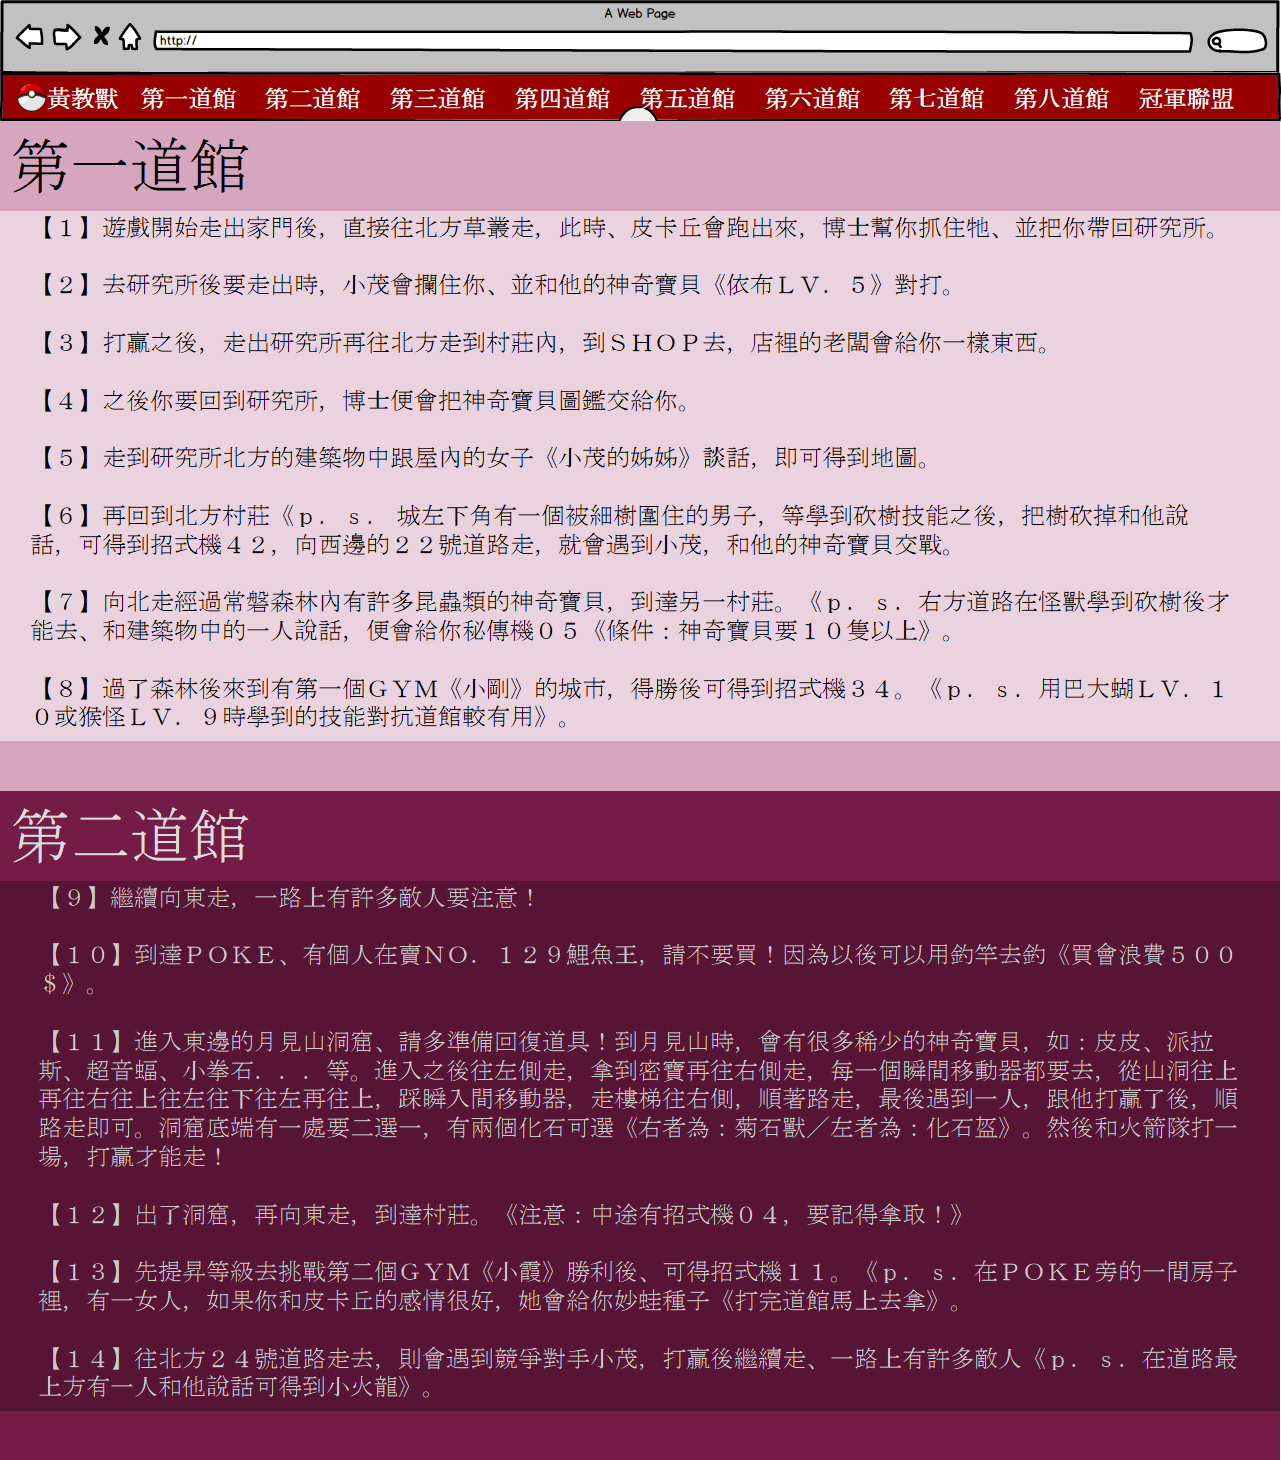 A Web Page
http://
黃教獸 第一道館 第二道館 第三道館 第四道館 第五道館 第六道館 第七道館 第八道館 冠軍聯盟
第一道館
【１】遊戲開始走出家門後，直接往北方草叢走，此時、皮卡丘會跑出來，博士幫你抓住牠、並把你帶回研究所。
【２】去研究所後要走出時，小茂會攔住你、並和他的神奇寶貝《依布ＬＶ．５》對打。
【３】打贏之後，走出研究所再往北方走到村莊內，到ＳＨＯＰ去，店裡的老闆會給你一樣東西。
【４】之後你要回到研究所，博士便會把神奇寶貝圖鑑交給你。
【５】走到研究所北方的建築物中跟屋內的女子《小茂的姊姊》談話，即可得到地圖。
【６】再回到北方村莊《ｐ．ｓ． 城左下角有一個被細樹圍住的男子，等學到砍樹技能之後，把樹砍掉和他說
話，可得到招式機４２，向西邊的２２號道路走，就會遇到小茂，和他的神奇寶貝交戰。
【７】向北走經過常磐森林內有許多昆蟲類的神奇寶貝，到達另一村莊。《ｐ．ｓ．右方道路在怪獸學到砍樹後才
能去、和建築物中的一人說話，便會給你秘傳機０５《條件：神奇寶貝要１０隻以上》。
【８】過了森林後來到有第一個ＧＹＭ《小剛》的城市，得勝後可得到招式機３４。《ｐ．ｓ．用巴大蝴ＬＶ．１
０或猴怪ＬＶ．９時學到的技能對抗道館較有用》。
第二道館
【９】繼續向東走，一路上有許多敵人要注意！
【１０】到達ＰＯＫＥ、有個人在賣ＮＯ．１２９鯉魚王，請不要買！因為以後可以用釣竿去釣《買會浪費５００
＄》。
【１１】進入東邊的月見山洞窟、請多準備回復道具！到月見山時，會有很多稀少的神奇寶貝，如：皮皮、派拉
斯、超音蝠、小拳石．．等。進入之後往左側走，拿到密寶再往右側走，每一個瞬間移動器都要去，從山洞往上
再往右往上往左往下往左再往上，踩瞬入間移動器，走樓梯往右側，順著路走，最後遇到一人，跟他打贏了後，順
路走即可。洞窟底端有一處要二選一，有兩個化石可選《右者為：菊石獸／左者為：化石盔》。然後和火箭隊打一
場，打贏才能走！
【１２】出了洞窟，再向東走，到達村莊。《注意：中途有招式機０４，要記得拿取！》
【１３】先提昇等級去挑戰第二個ＧＹＭ《小霞》勝利後、可得招式機１１。《ｐ．ｓ．在ＰＯＫＥ旁的一間房子
裡，有一女人，如果你和皮卡丘的感情很好，她會給你妙蛙種子《打完道館馬上去拿》。
【１４】往北方２４號道路走去，則會遇到競爭對手小茂，打贏後繼續走、一路上有許多敵人《ｐ．ｓ．在道路最
上方有一人和他說話可得到小火龍》。